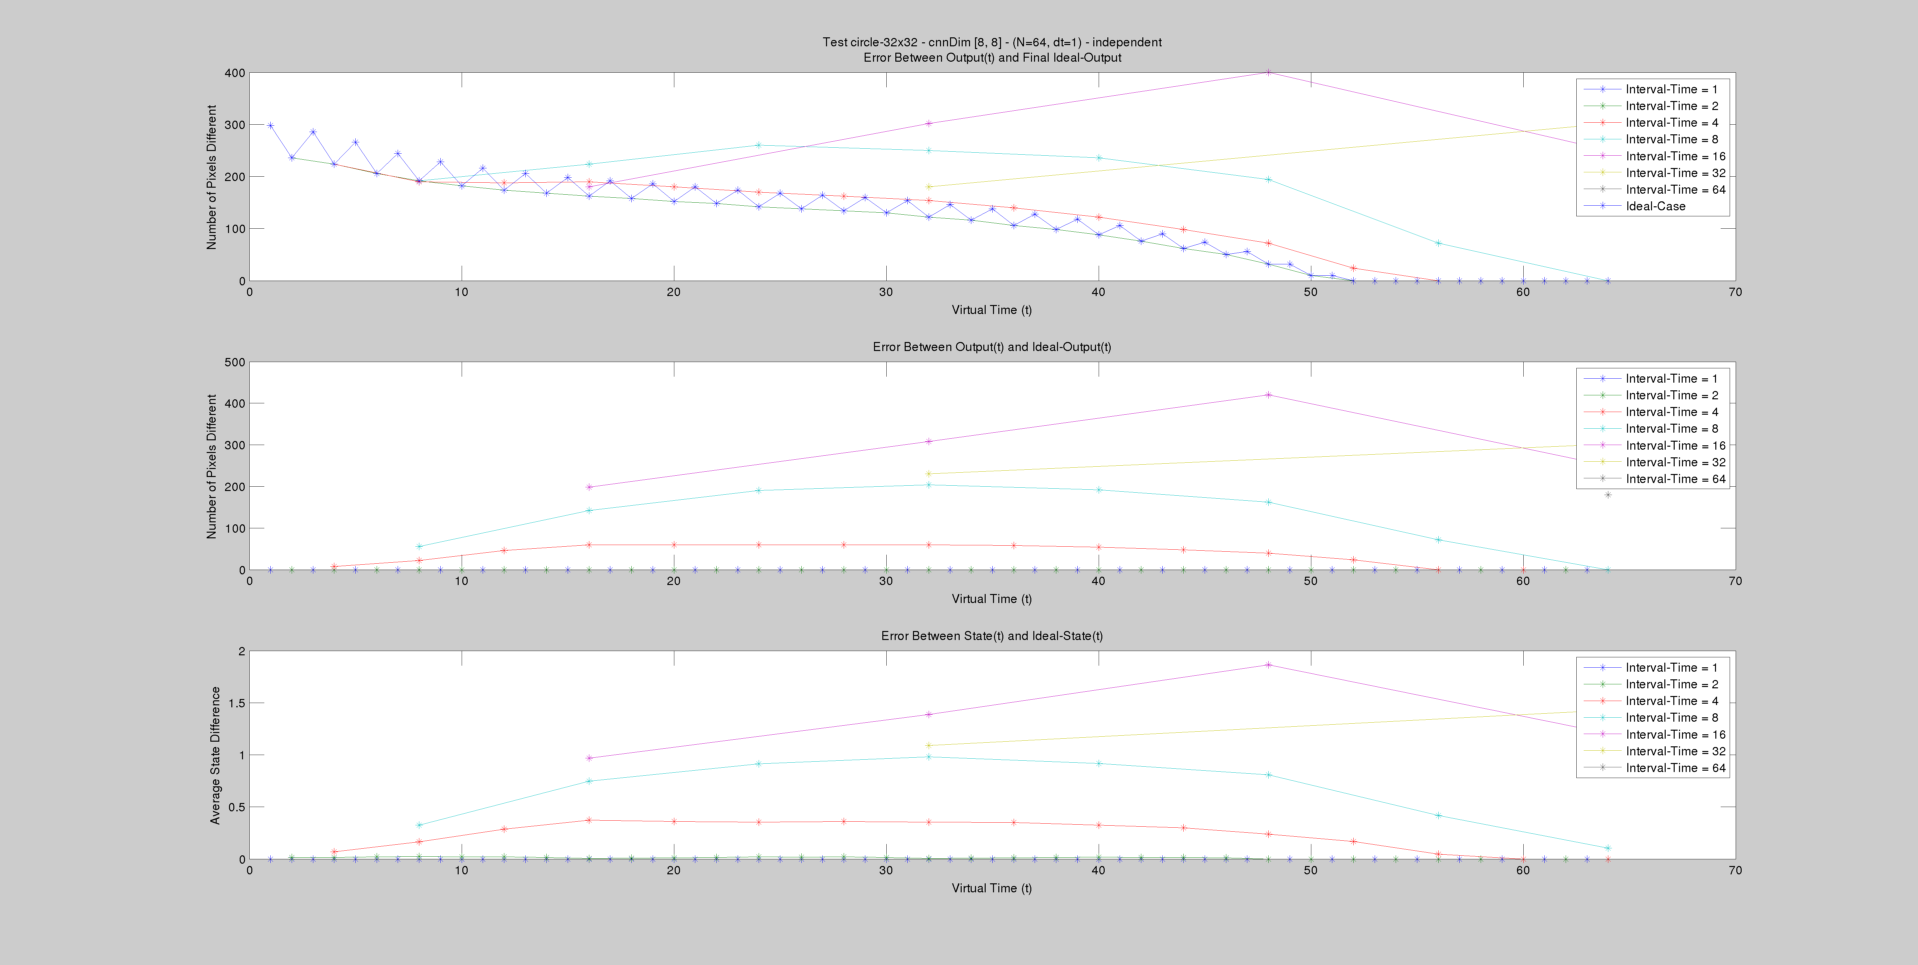 Test circle-32x32 - cnnDim [8, 8] - (N=64, dt=1) - independent
Error Between Output(t) and Final Ideal-Output
Number of Pixels Different
400
300
200
100
0
0 10 20 30 40 50 60 70
Virtual Time (t)
Interval-Time = 1
Interval-Time = 2
Interval-Time = 4
Interval-Time = 8
Interval-Time = 16
Interval-Time = 32
Interval-Time = 64
Ideal-Case
Error Between Output(t) and Ideal-Output(t)
Number of Pixels Different
500
400
300
200
100
0
0 10 20 30 40 50 60 70
Virtual Time (t)
Interval-Time = 1
Interval-Time = 2
Interval-Time = 4
Interval-Time = 8
Interval-Time = 16
Interval-Time = 32
Interval-Time = 64
Error Between State(t) and Ideal-State(t)
Average State Difference
2
1.5
1
0.5
0
0 10 20 30 40 50 60 70
Virtual Time (t)
Interval-Time = 1
Interval-Time = 2
Interval-Time = 4
Interval-Time = 8
Interval-Time = 16
Interval-Time = 32
Interval-Time = 64